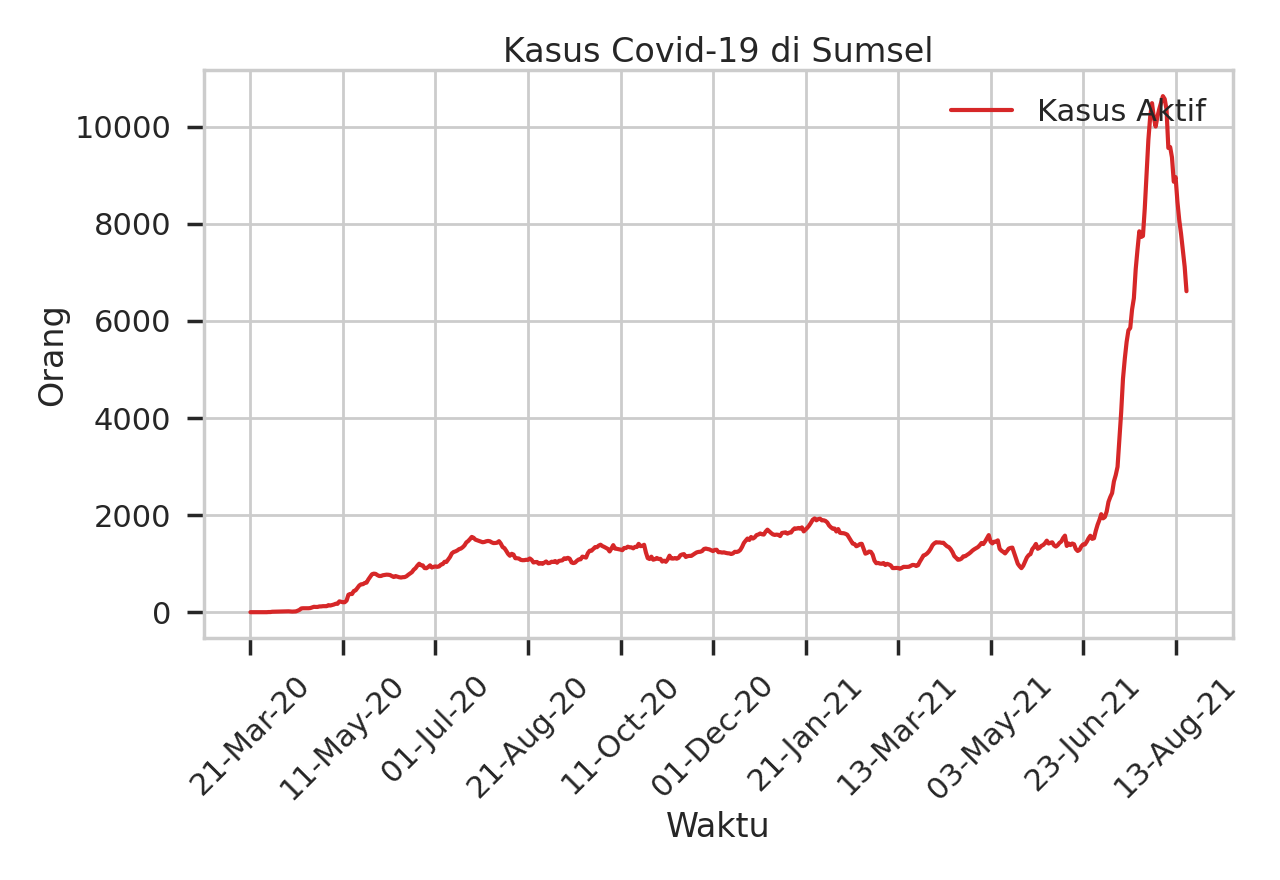 Kasus Covid-19 di Sumsel
Kasus Aktif
10000
8000
6000
4000
2000
0
Orang
21-Mar-20
11-May-20
01-Jul-20
21-Aug-20
11-Oct-20
01-Dec-20
21-Jan-21
13-Mar-21
03-May-21
23-Jun-21
13-Aug-21
Waktu